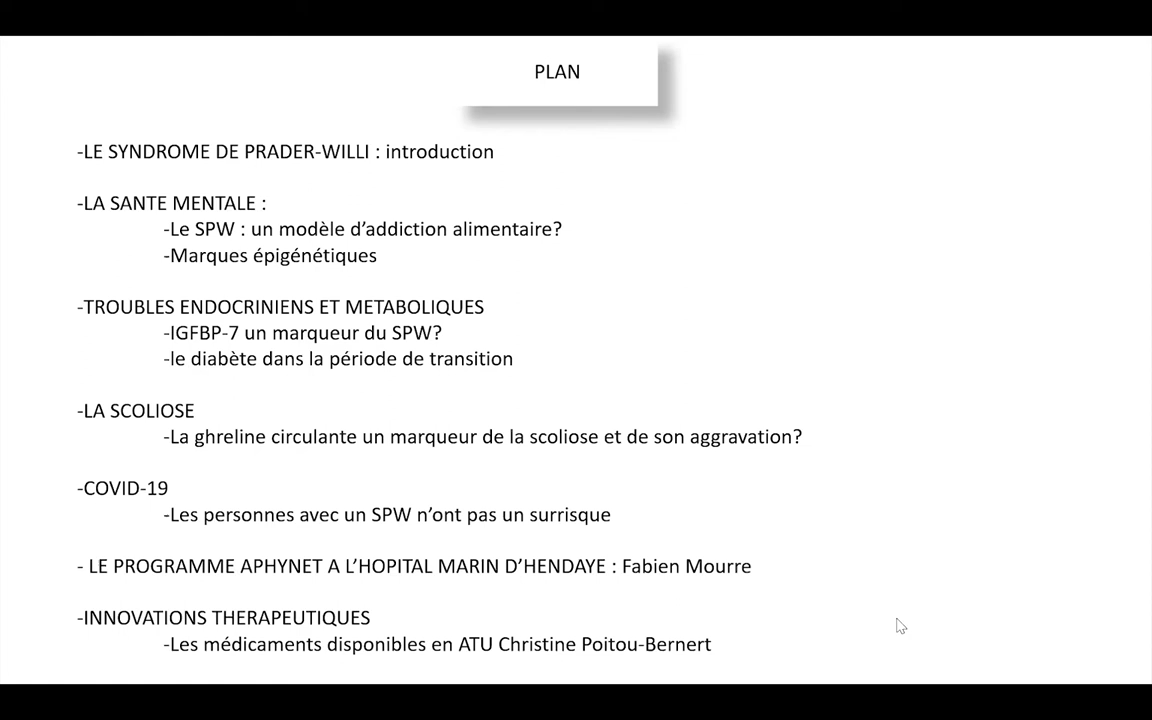 PLAN
-LE SYNDROME DE PRADER-WILLI : introduction
-LA SANTE MENTALE :
-Le SPW : un modèle d’addiction alimentaire?
-Marques épigénétiques
-TROUBLES ENDOCRINIENS ET METABOLIQUES
-IGFBP-7 un marqueur du SPW?
-le diabète dans la période de transition
-LA SCOLIOSE
-La ghreline circulante un marqueur de la scoliose et de son aggravation?
-COVID-19
-Les personnes avec un SPW n’ont pas un surrisque
- LE PROGRAMME APHYNET A L’HOPITAL MARIN D’HENDAYE : Fabien Mourre
-INNOVATIONS THERAPEUTIQUES
-Les médicaments disponibles en ATU Christine Poitou-Bernert